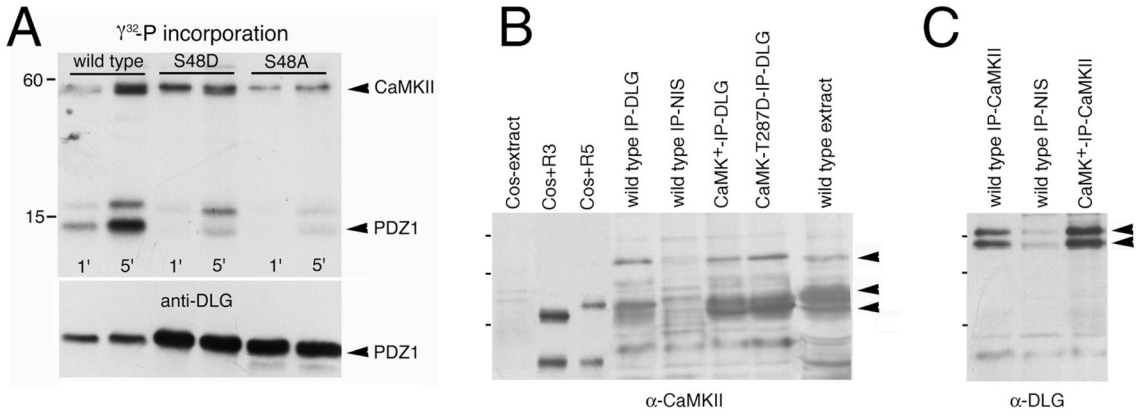 A
γ32-P incorporation
wild type S48D S48A
60
CaMKII
15
PDZ1
1' 5' 1' 5' 1' 5'
anti-DLG
PDZ1
B
Cos-extract
Cos+R3
Cos+R5
wild type IP-DLG
wild type IP-NIS
CaMK+-IP-DLG
CaMK-T287D-IP-DLG
wild type extract
α-CaMKII
C
wild type IP-CaMKII
wild type IP-NIS
CaMK+-IP-CaMKII
α-DLG